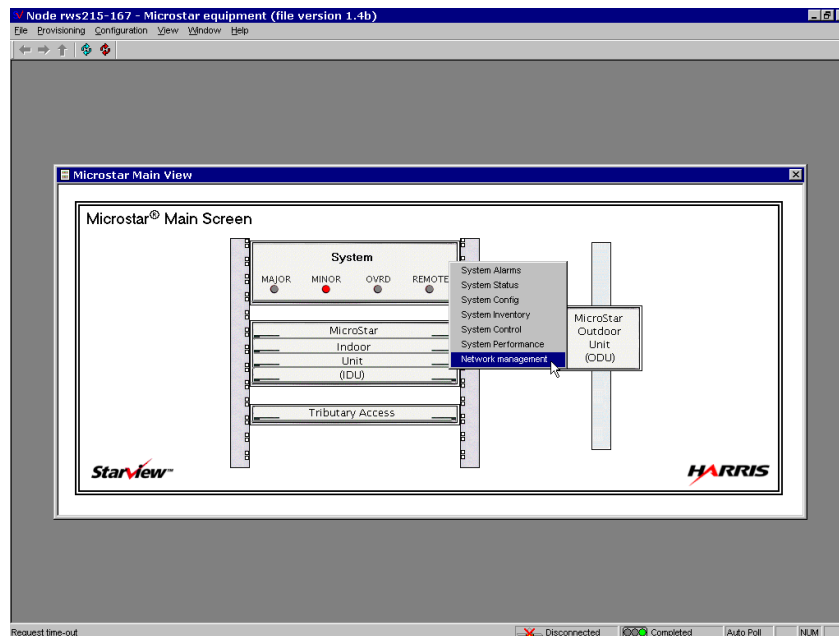 Node rws215-167 - Microstar equipment (file version 1.4b)
File Provisioning Configuration View Window Help
Microstar Main View
Microstar® Main Screen
System
MAJOR MINOR OVRD REMOTE
System Alarms
System Status
System Config
System Inventory
System Control
System Performance
Network management
MicroStar
Indoor
Unit
(IDU)
MicroStar
Outdoor
Unit
(ODU)
Tributary Access
Starview™
HARRIS
Request time-out Disconnected Completed Auto Poll NUM